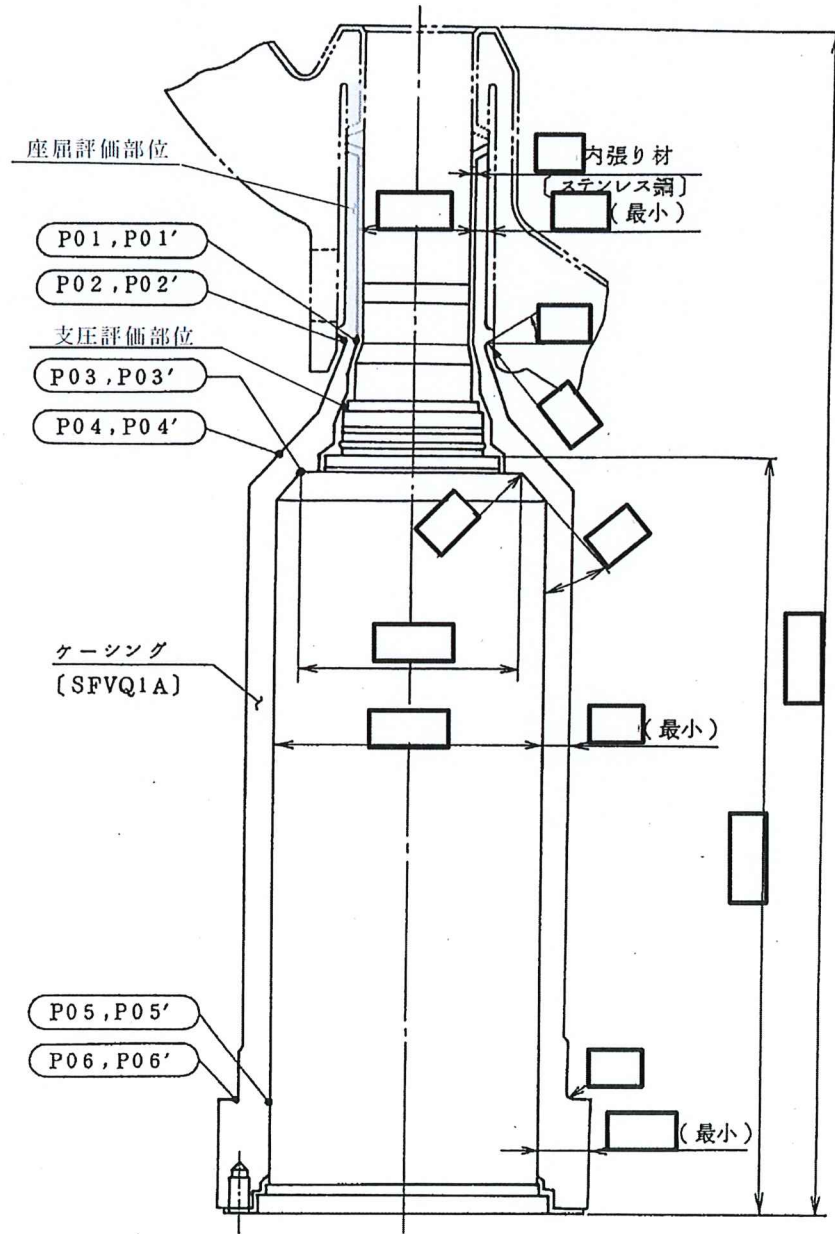 座屈評価部位
内張り材
〔ステンレス鋼〕
(最小)
P01,P01′
P02,P02′
支圧評価部位
P03,P03′
P04,P04′
ケーシング
〔SFVQ1A〕
(最小)
P05,P05′
P06,P06′
(最小)